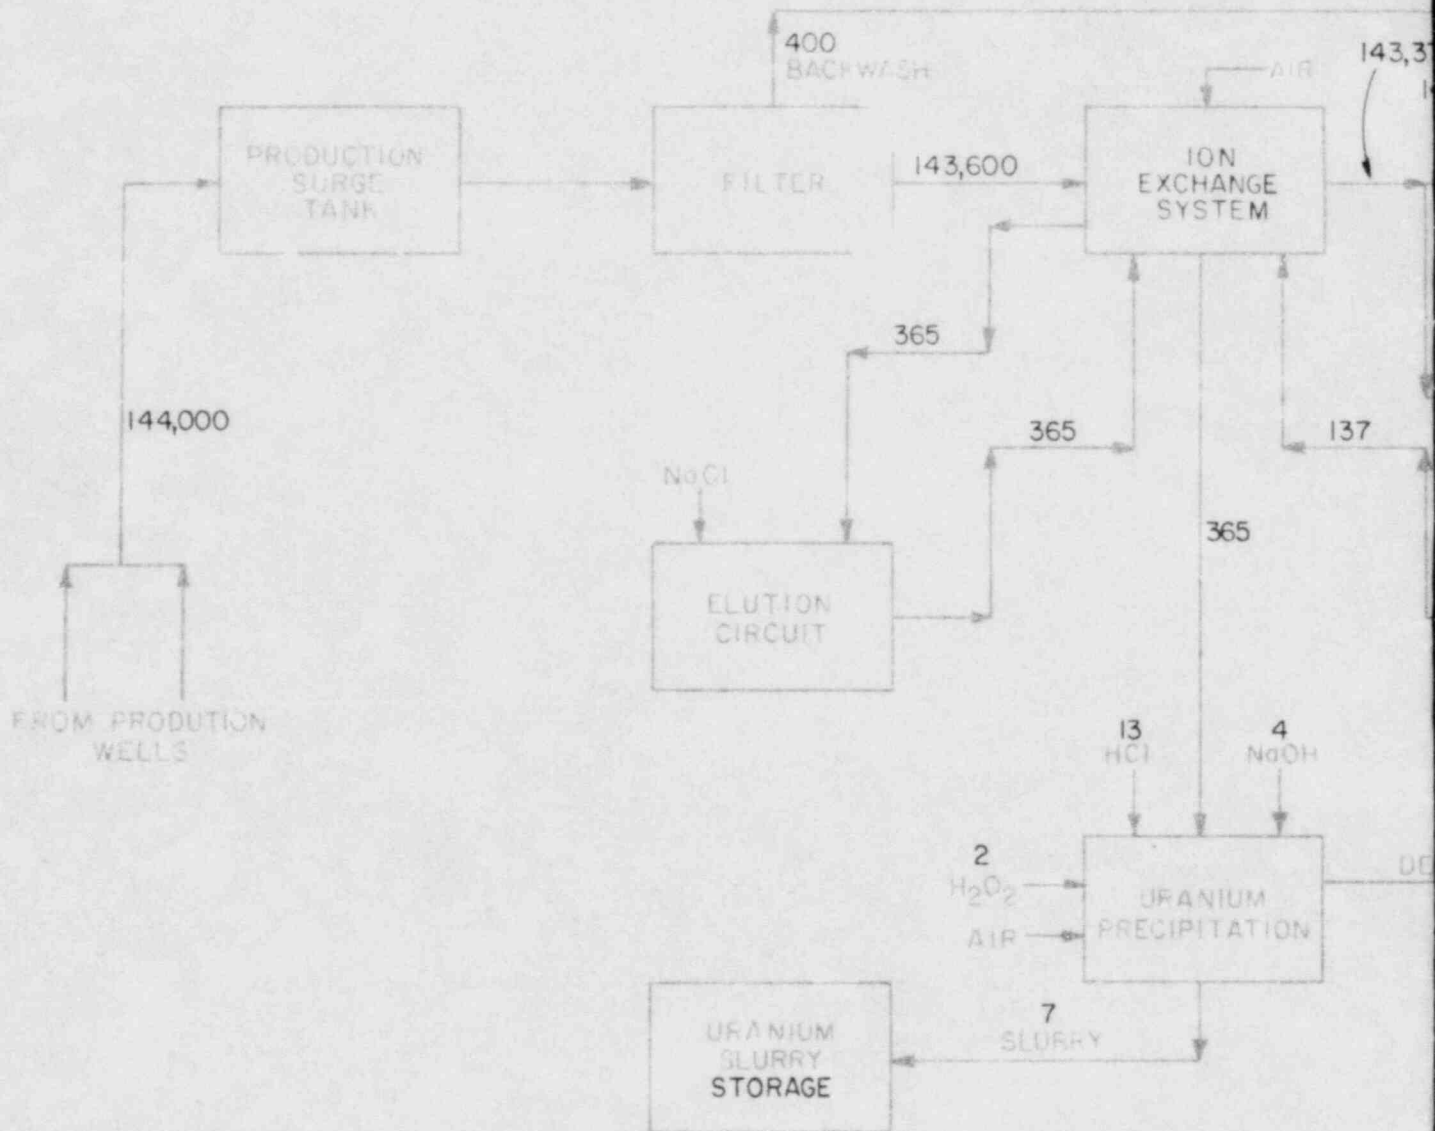 400
BACKWASH
143,37
AIR
PRODUCTION
SURGE
TANK
FILTER
143,600
ION
EXCHANGE
SYSTEM
365
144,000
365
137
NaCl
365
ELUTION
CIRCUIT
FROM PRODUTION
WELLS
13
HCl
4
NaOH
2
H₂O₂
AIR
URANIUM
PRECIPITATION
DE
7
SLURRY
URANIUM
SLURRY
STORAGE